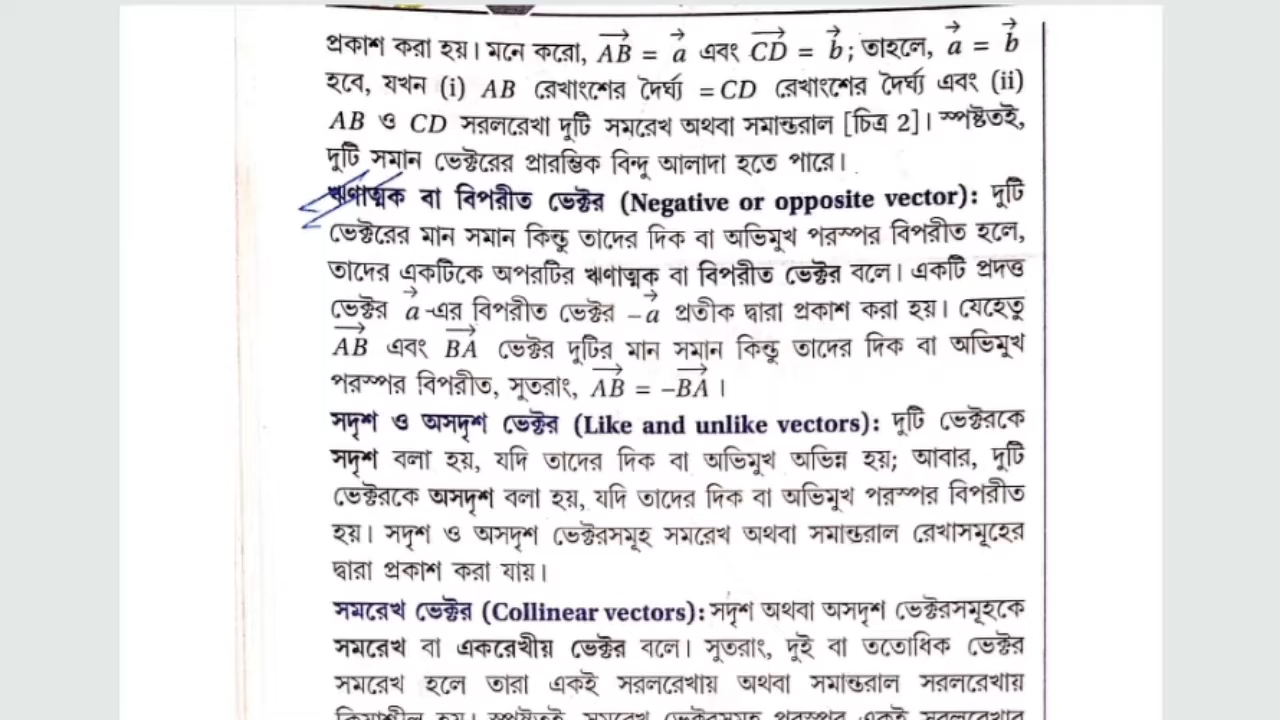 প্রকাশ করা হয়। মনে করো, $\overrightarrow{AB}$ = $\vec{a}$ এবং $\overrightarrow{CD}$ = $\vec{b}$; তাহলে, $\vec{a}$ = $\vec{b}$
হবে, যখন (i) AB রেখাংশের দৈর্ঘ্য = CD রেখাংশের দৈর্ঘ্য এবং (ii)
AB ও CD সরলরেখা দুটি সমরেখ অথবা সমান্তরাল [চিত্র 2]। স্পষ্টতই,
দুটি সমান ভেক্টরের প্রারম্ভিক বিন্দু আলাদা হতে পারে।
ঋণাত্মক বা বিপরীত ভেক্টর (Negative or opposite vector): দুটি
ভেক্টরের মান সমান কিন্তু তাদের দিক বা অভিমুখ পরস্পর বিপরীত হলে,
তাদের একটিকে অপরটির ঋণাত্মক বা বিপরীত ভেক্টর বলে। একটি প্রদত্ত
ভেক্টর $\vec{a}$-এর বিপরীত ভেক্টর $-\vec{a}$ প্রতীক দ্বারা প্রকাশ করা হয়। যেহেতু
$\overrightarrow{AB}$ এবং $\overrightarrow{BA}$ ভেক্টর দুটির মান সমান কিন্তু তাদের দিক বা অভিমুখ
পরস্পর বিপরীত, সুতরাং, $\overrightarrow{AB}$ = $-\overrightarrow{BA}$ ।
সদৃশ ও অসদৃশ ভেক্টর (Like and unlike vectors): দুটি ভেক্টরকে
সদৃশ বলা হয়, যদি তাদের দিক বা অভিমুখ অভিন্ন হয়; আবার, দুটি
ভেক্টরকে অসদৃশ বলা হয়, যদি তাদের দিক বা অভিমুখ পরস্পর বিপরীত
হয়। সদৃশ ও অসদৃশ ভেক্টরসমূহ সমরেখ অথবা সমান্তরাল রেখাসমূহের
দ্বারা প্রকাশ করা যায়।
সমরেখ ভেক্টর (Collinear vectors): সদৃশ অথবা অসদৃশ ভেক্টরসমূহকে
সমরেখ বা একরেখীয় ভেক্টর বলে। সুতরাং, দুই বা ততোধিক ভেক্টর
সমরেখ হলে তারা একই সরলরেখায় অথবা সমান্তরাল সরলরেখায়